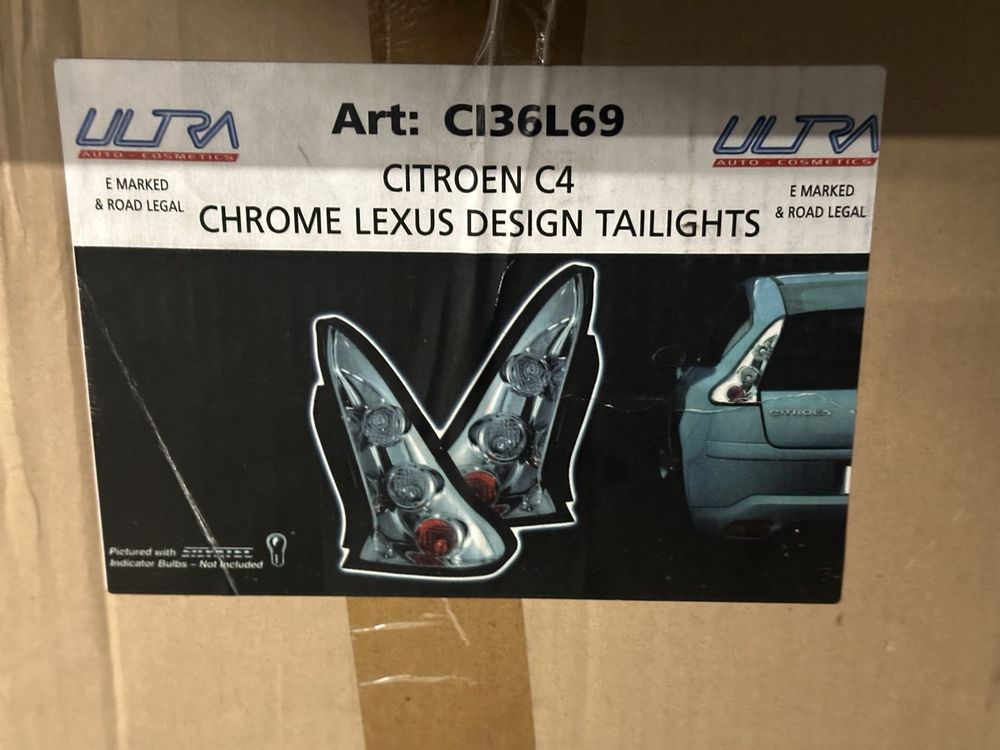 ULTRA
AUTO - COSMETICS
E MARKED
& ROAD LEGAL
Art: CI36L69
CITROEN C4
CHROME LEXUS DESIGN TAILIGHTS
ULTRA
AUTO - COSMETICS
E MARKED
& ROAD LEGAL
CITROËN
Pictured with
Indicator Bulbs – Not Included